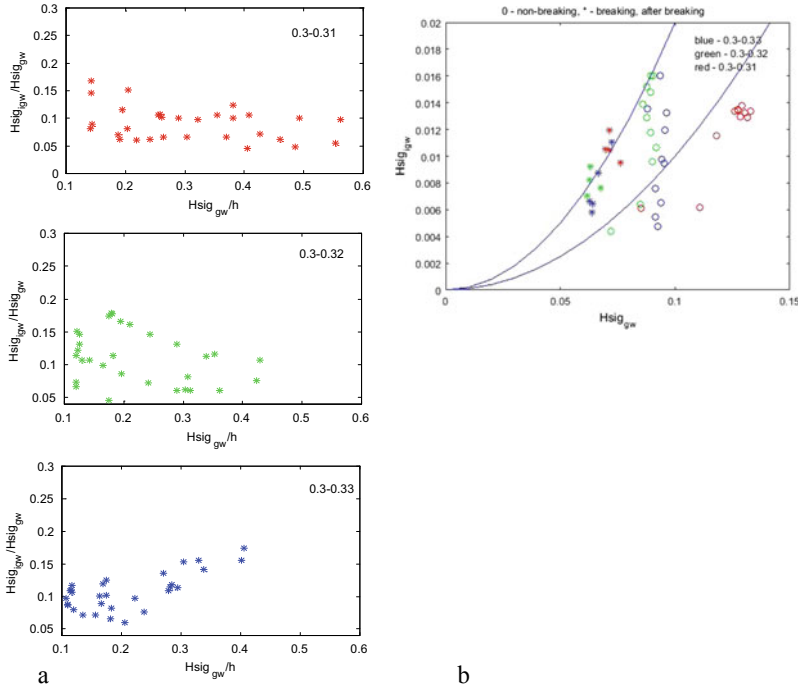 0.3-0.31
Hsig_igw/Hsig_gw
0.3
0.25
0.2
0.15
0.1
0.05
0
0.1 0.2 0.3 0.4 0.5 0.6
Hsig_gw/h
0.3-0.32
Hsig_igw/Hsig_gw
0.3
0.25
0.2
0.15
0.1
0.05
0.1 0.2 0.3 0.4 0.5 0.6
Hsig_gw/h
0.3-0.33
Hsig_igw/Hsig_gw
0.3
0.25
0.2
0.15
0.1
0.05
0.1 0.2 0.3 0.4 0.5 0.6
Hsig_gw/h
a
0 - non-breaking, * - breaking, after breaking
blue - 0.3-0.33
green - 0.3-0.32
red - 0.3-0.31
Hsig_igw
0.02
0.018
0.016
0.014
0.012
0.01
0.008
0.006
0.004
0.002
0
0 0.05 0.1 0.15
Hsig_gw
b